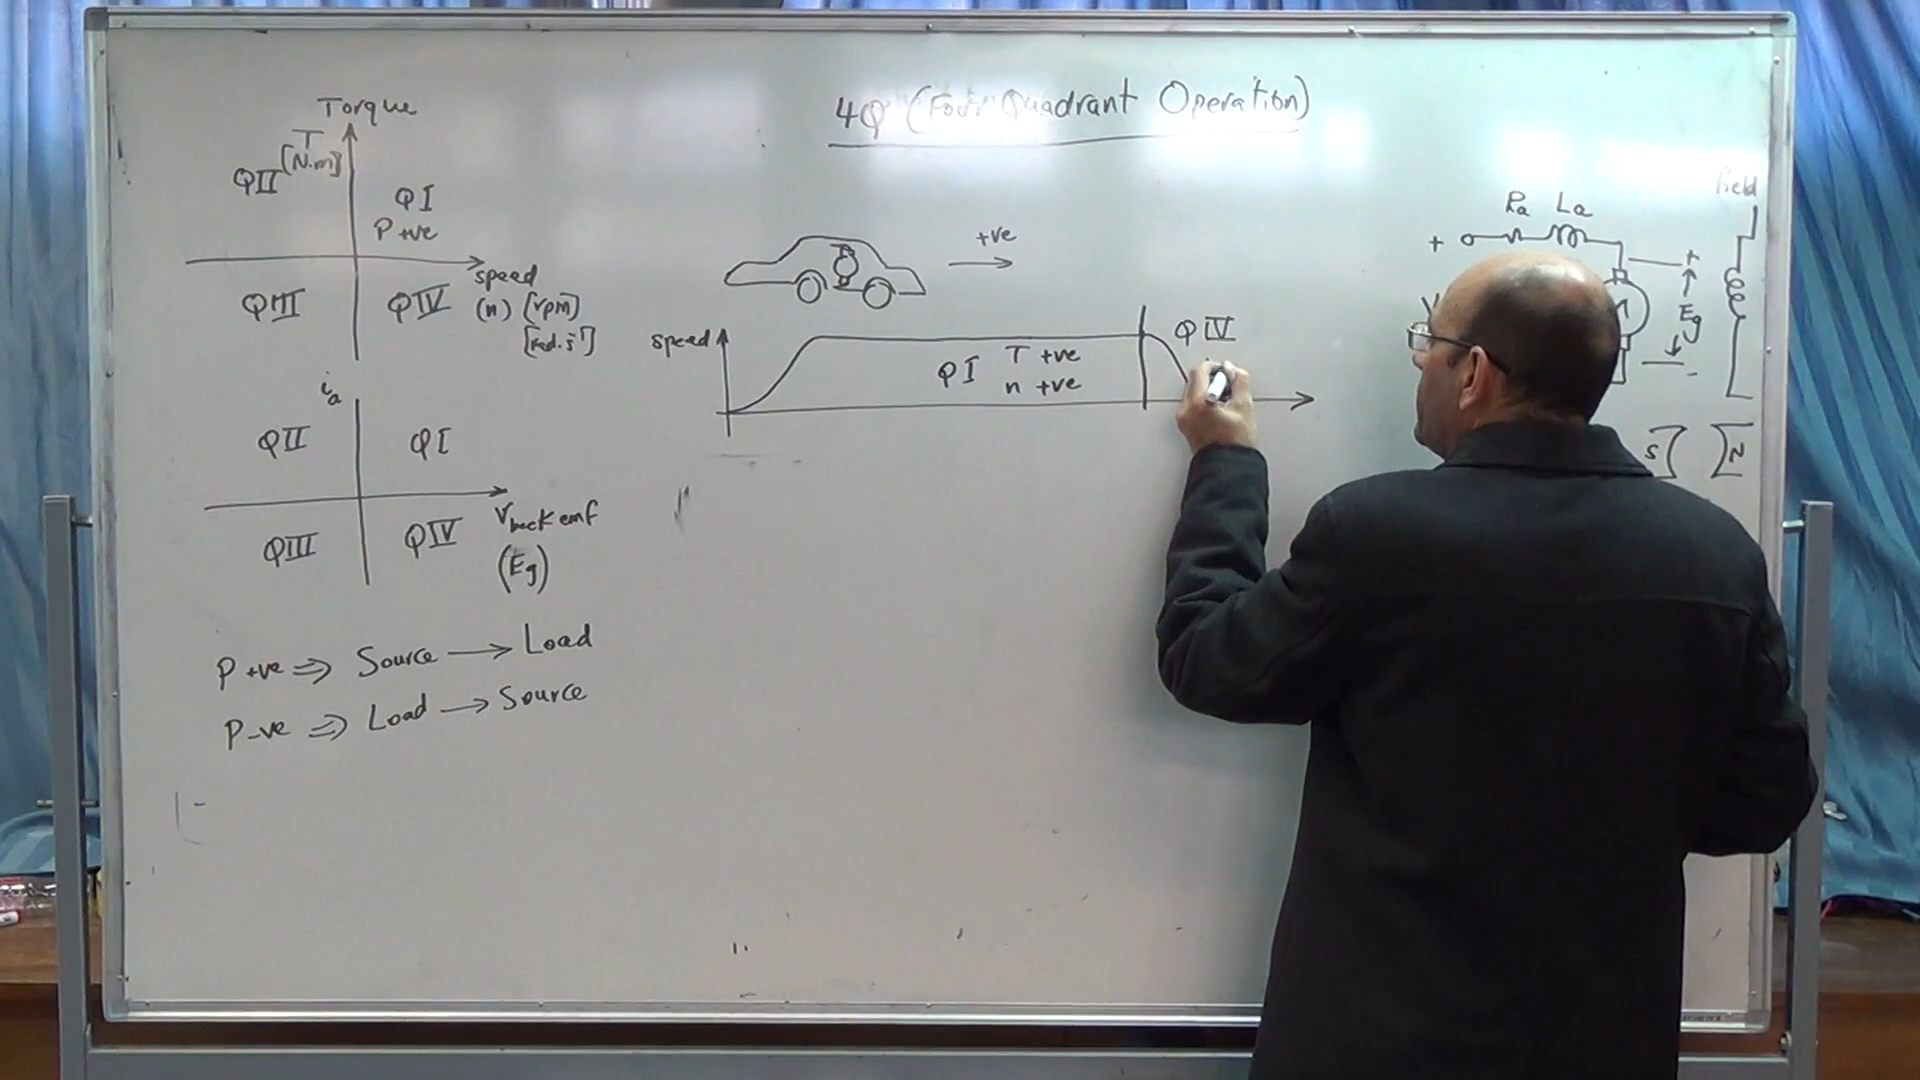 4Q (Four Quadrant Operation)
Torque
T
[N.m]
QII
QI
P +ve
QIII
QIV
speed
(n) [rpm]
[rad.s⁻¹]
ia
QII
QI
QIII
QIV
Vback emf
(Eg)
P +ve ⇒ Source → Load
P -ve ⇒ Load → Source
+ve
speed
QI T +ve
n +ve
QIV
field
Ra La
+
+
Eg
-
S
N